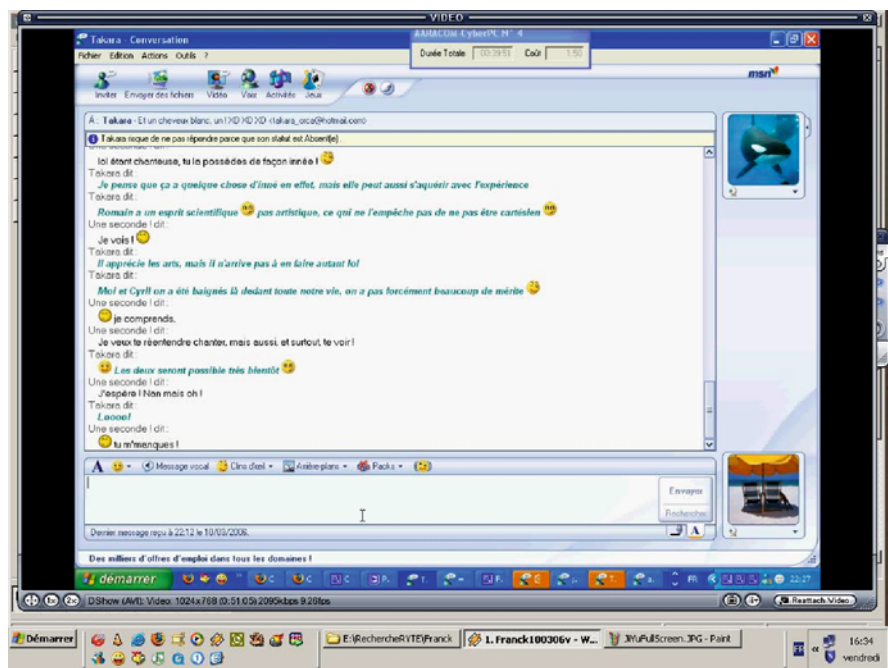 VIDEO
Takara - Conversation
AARACOM-CyberPC N° 4
Fichier Edition Actions Outils ?
Durée Totale 00:39:51 Coût 1.50
msn
Inviter Envoyer des fichiers Vidéo Voix Activités Jeux
A : Takara - Et un cheveux blanc, un ! XD XD XD <takara_orca@hotmail.com>
Takara risque de ne pas répondre parce que son statut est Absent(e).
lol étant chanteuse, tu la possèdes de façon innée !
Takara dit :
Je pense que ça a quelque chose d'inné en effet, mais elle peut aussi s'aquérir avec l'expérience
Takara dit :
Romain a un esprit scientifique pas artistique, ce qui ne l'empêche pas de ne pas être cartésien
Une seconde ! dit :
Je vois !
Takara dit :
Il apprécie les arts, mais il n'arrive pas à en faire autant lol
Takara dit :
Moi et Cyril on a été baignés là dedant toute notre vie, on a pas forcément beaucoup de mérite
Une seconde ! dit :
je comprends.
Une seconde ! dit :
Je veux te réentendre chanter, mais aussi, et surtout, te voir !
Takara dit :
Les deux seront possible très bientôt
Une seconde ! dit :
J'espère ! Nan mais oh !
Takara dit :
Loool
Une seconde ! dit :
tu m'manques !
A Message vocal Clins d'œil Arrière-plans Packs
Envoyer
Rechercher
Dernier message reçu à 22:12 le 10/03/2006.
A
Des milliers d'offres d'emploi dans tous les domaines !
démarrer FR 22:27
1x 2x DShow (AVI): Video: 1024x768 (0:51:05) 2095kbps 9.26fps Reattach Video
Démarrer E:\RechercheRYTE\Franck 1. Franck100306v - W... JMuFullScreen.JPG - Paint 16:34
vendredi